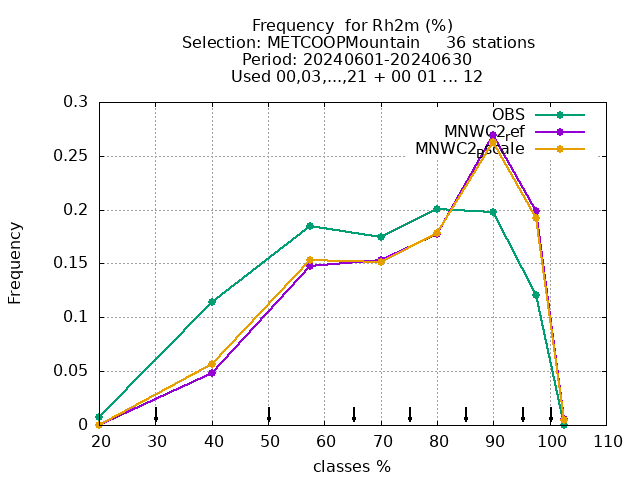 Frequency  for Rh2m (%)
Selection: METCOOPMountain     36 stations
Period: 20240601-20240630
Used 00,03,...,21 + 00 01 ... 12
0.3
0.25
0.2
0.15
0.1
0.05
0
OBS
MNWC2ref
MNWC2Bscale
Frequency
20 30 40 50 60 70 80 90 100 110
classes %